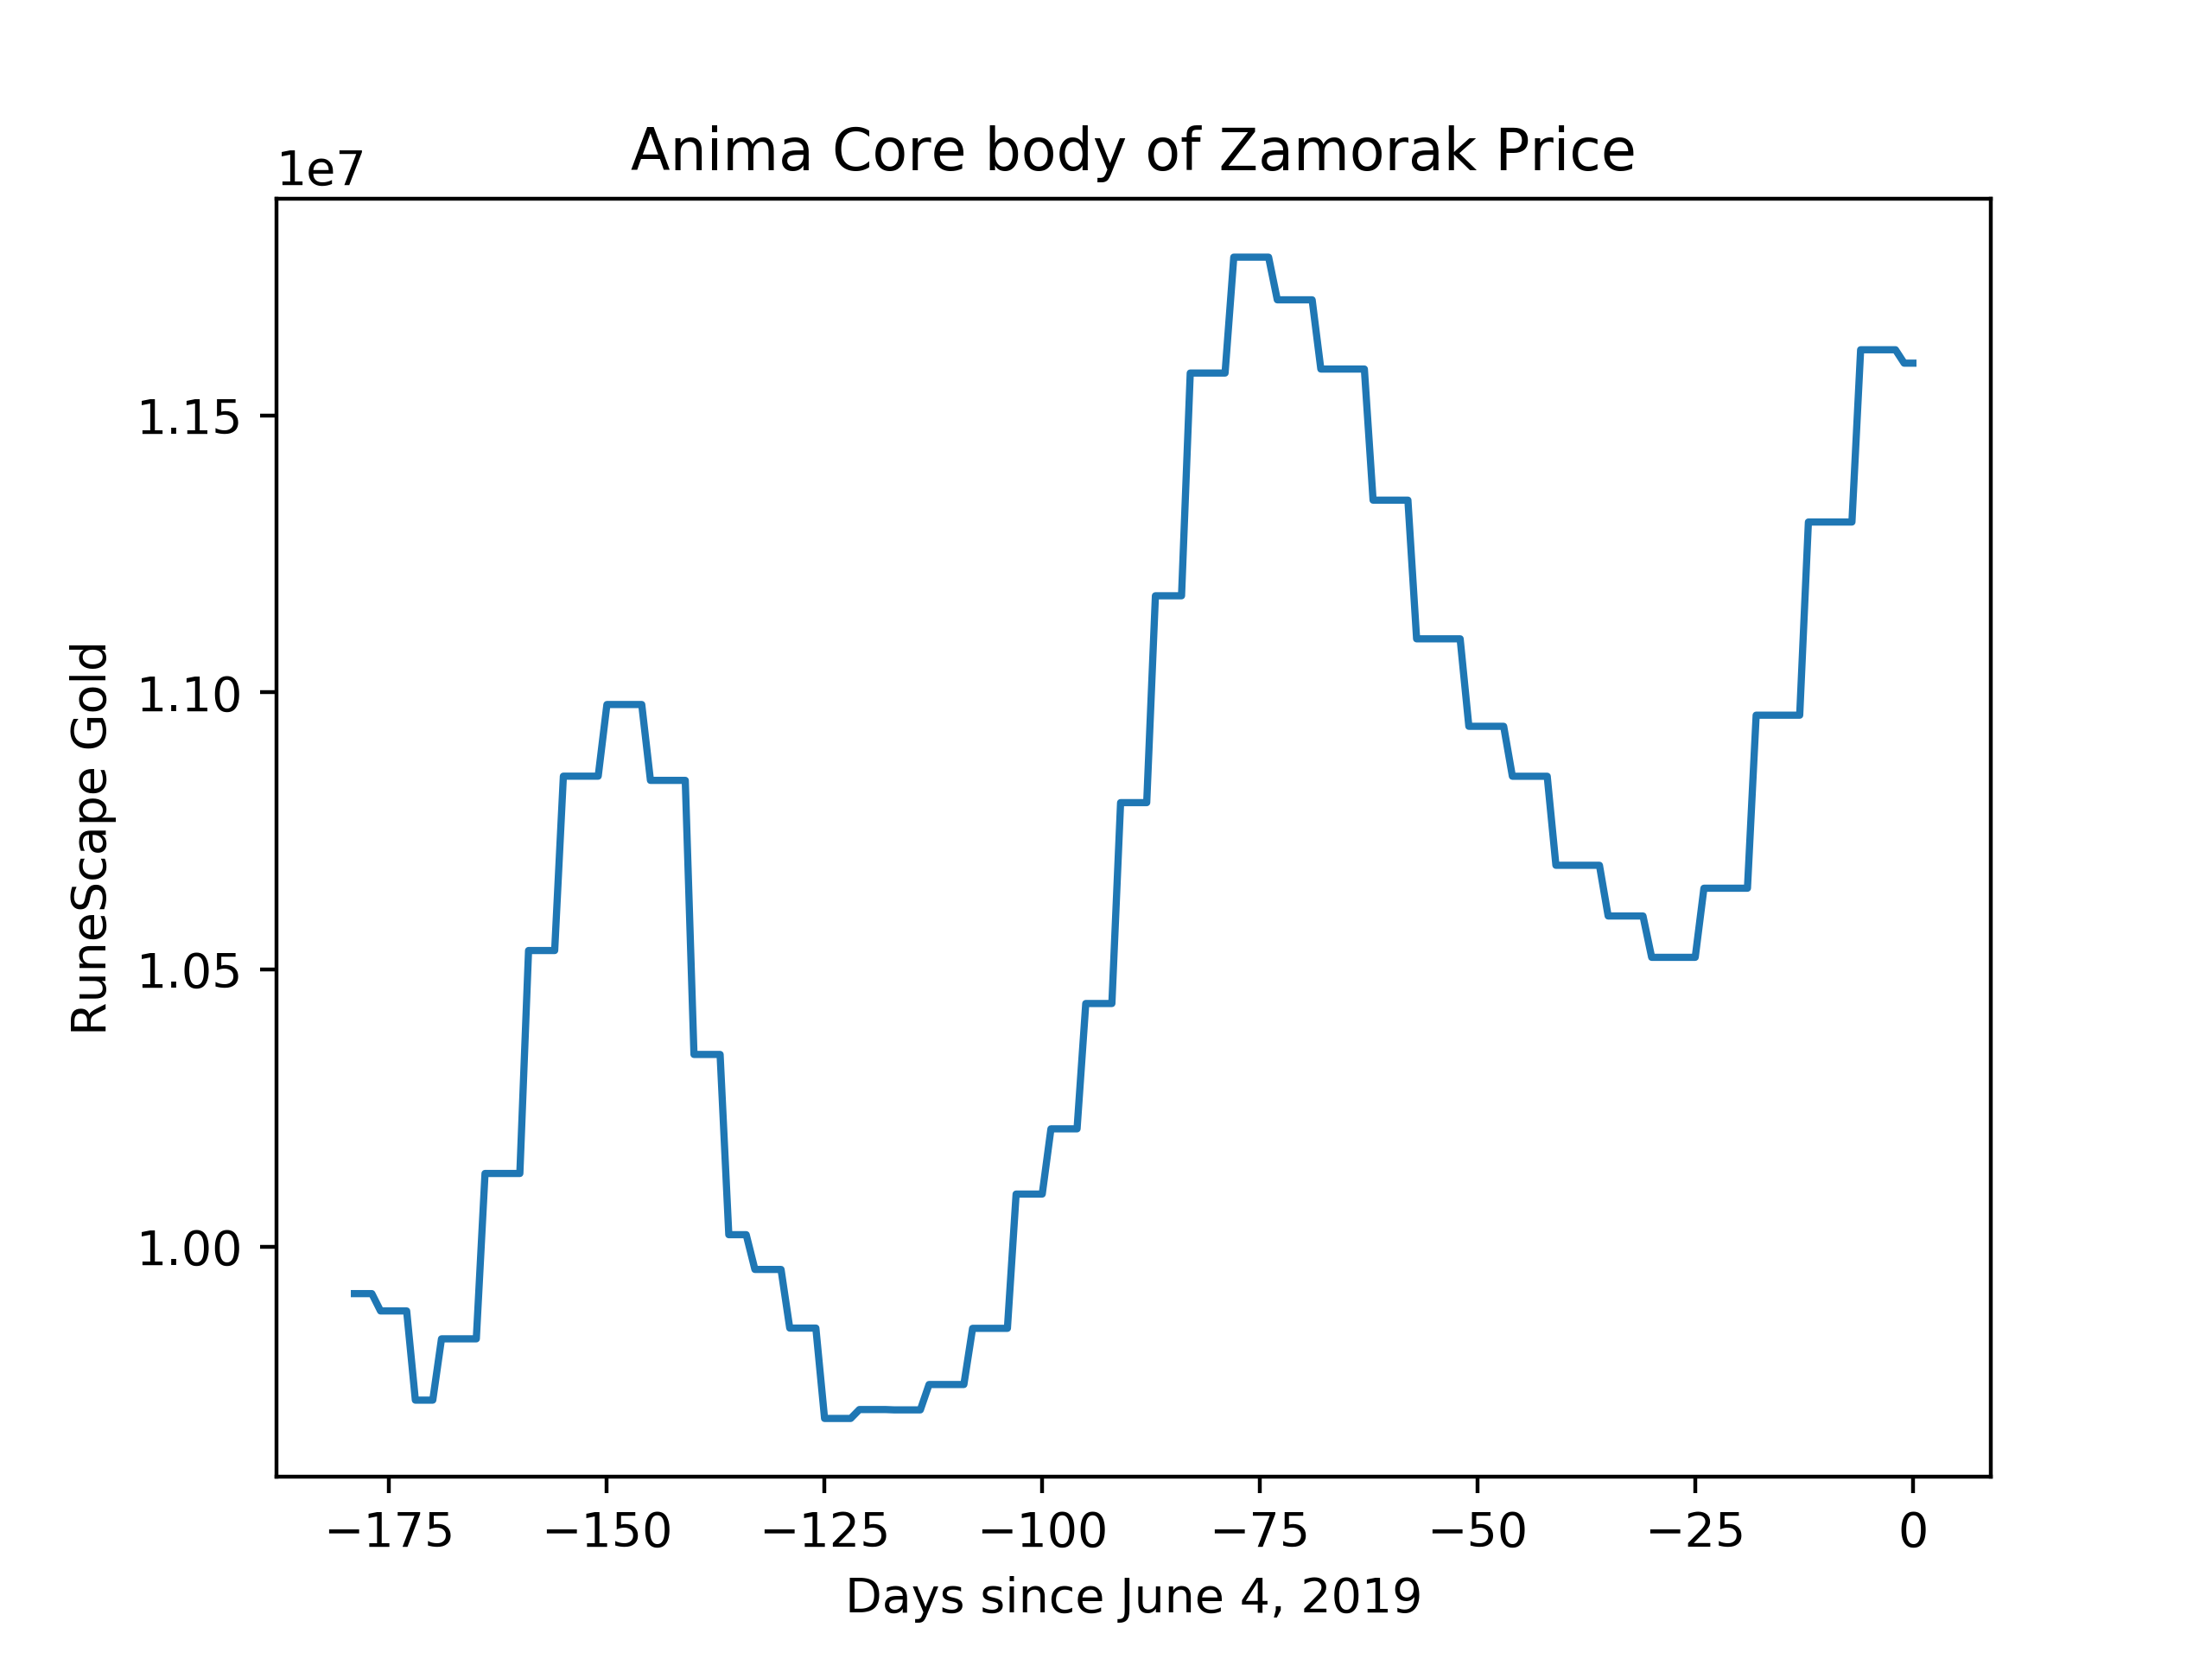 Anima Core body of Zamorak Price
1e7
1.15
1.10
1.05
1.00
RuneScape Gold
−175 −150 −125 −100 −75 −50 −25 0
Days since June 4, 2019